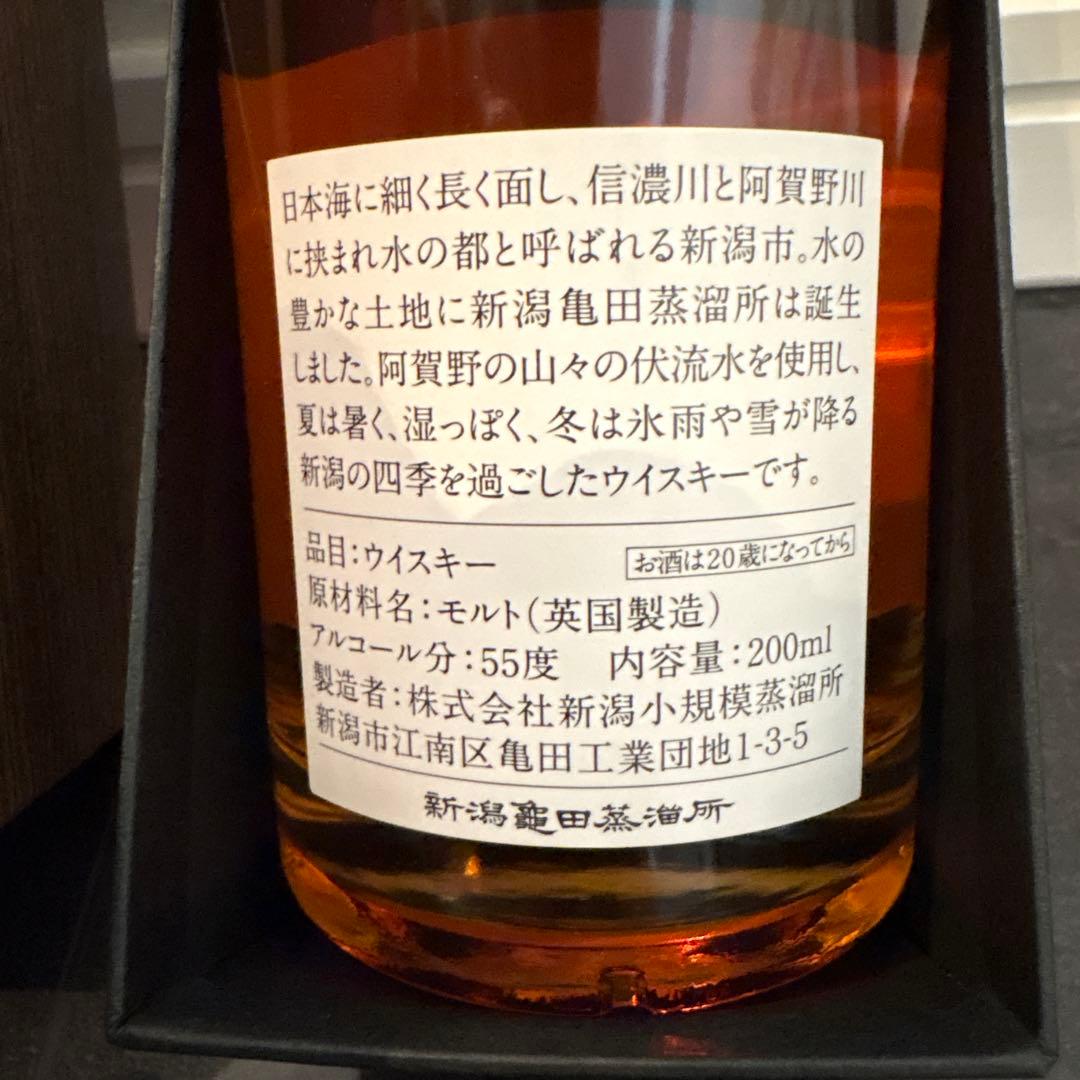 日本海に細く長く面し、信濃川と阿賀野川
に挟まれ水の都と呼ばれる新潟市。水の
豊かな土地に新潟亀田蒸溜所は誕生
しました。阿賀野の山々の伏流水を使用し、
夏は暑く、湿っぽく、冬は氷雨や雪が降る
新潟の四季を過ごしたウイスキーです。
品目:ウイスキー
お酒は20歳になってから
原材料名:モルト(英国製造)
アルコール分:55度 内容量:200ml
製造者:株式会社新潟小規模蒸溜所
新潟市江南区亀田工業団地1-3-5
新潟龜田蒸溜所